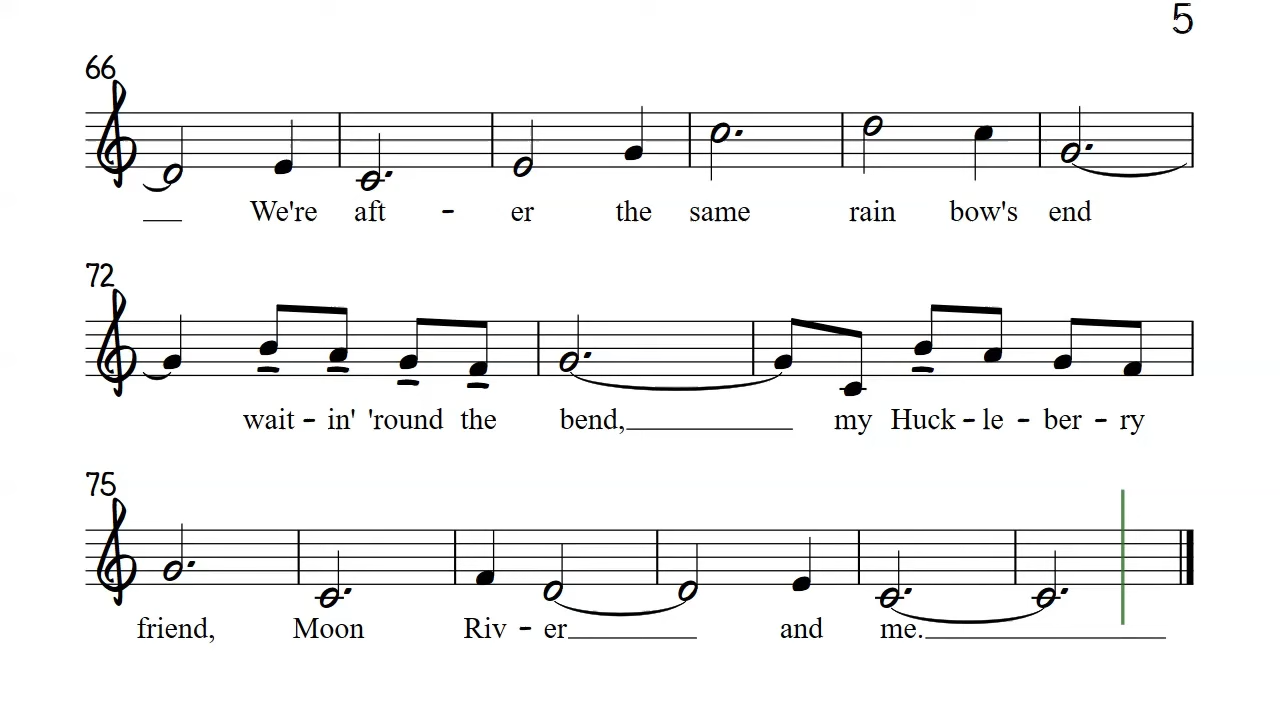 5
66
We're aft - er the same rain bow's end
72
wait - in' 'round the bend, my Huck - le - ber - ry
75
friend, Moon Riv - er and me.